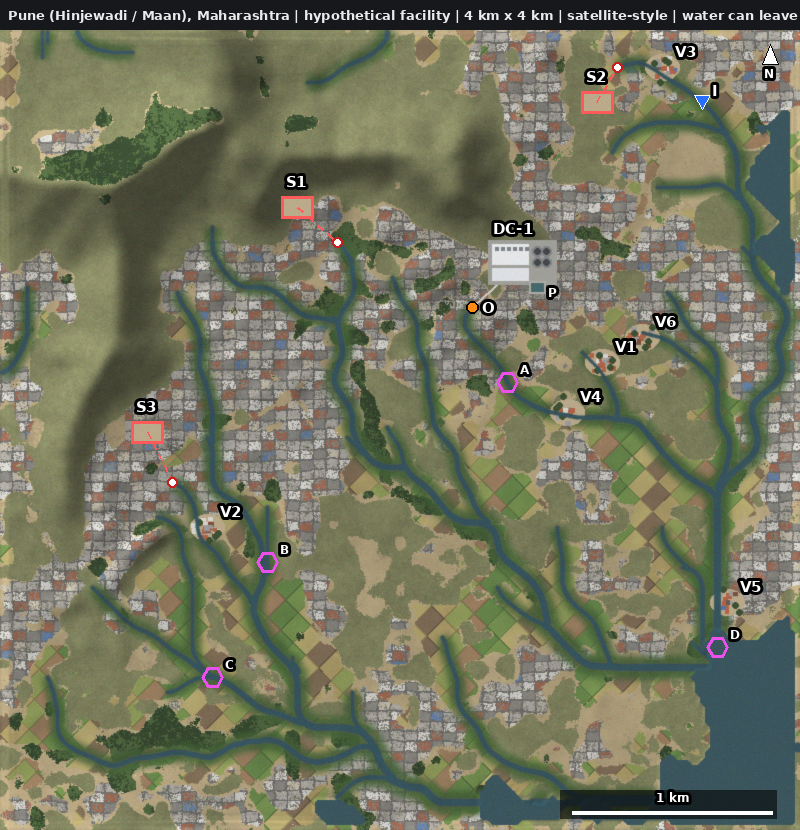 Pune (Hinjewadi / Maan), Maharashtra | hypothetical facility | 4 km x 4 km | satellite-style | water can leave
V3
S2
I
N
S1
DC-1
P
O
V6
V1
A
V4
S3
V2
B
V5
D
C
1 km